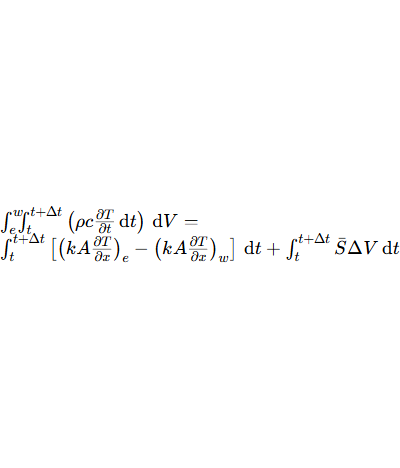 ∫_e^w ∫_t^{t+Δt} (ρc ∂T/∂t dt) dV =
∫_t^{t+Δt} [(kA ∂T/∂x)_e − (kA ∂T/∂x)_w] dt + ∫_t^{t+Δt} S̄ΔV dt